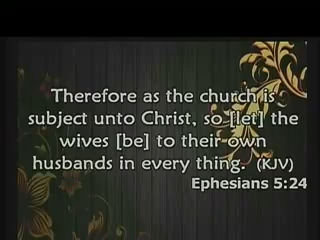 Therefore as the church is
subject unto Christ, so [let] the
wives [be] to their own
husbands in every thing. (KJV)
Ephesians 5:24